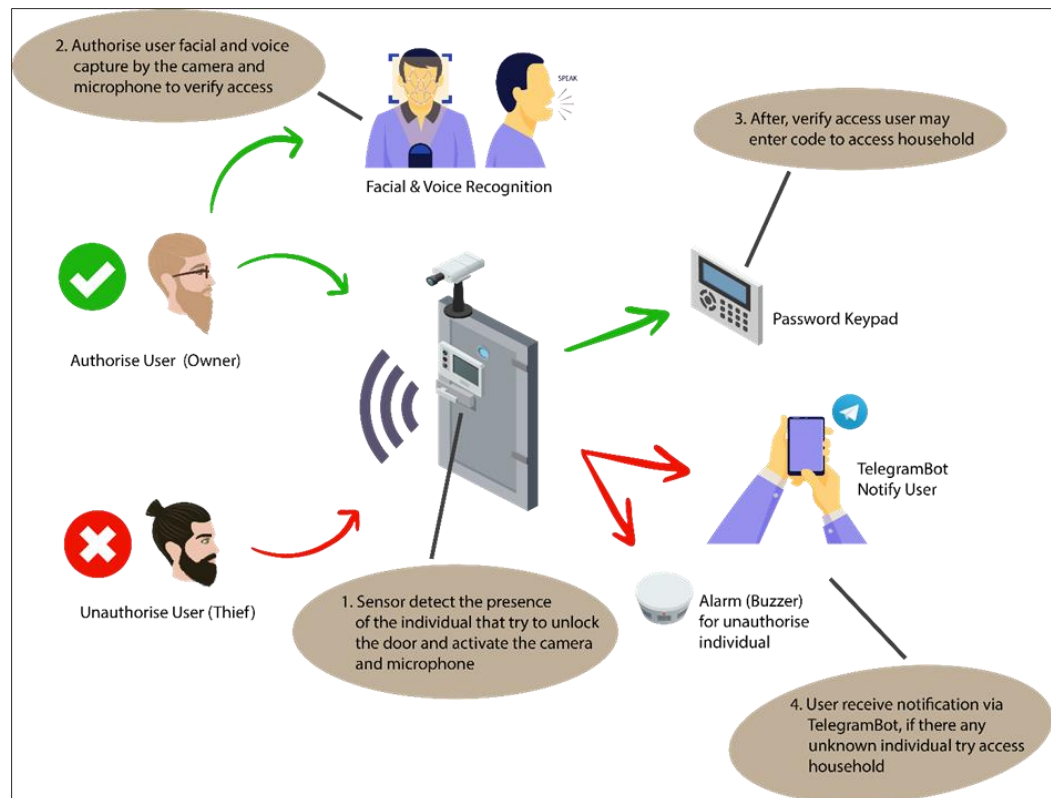 2. Authorise user facial and voice
capture by the camera and
microphone to verify access
SPEAK
Facial & Voice Recognition
3. After, verify access user may
enter code to access household
Authorise User (Owner)
Password Keypad
TelegramBot
Notify User
Unauthorise User (Thief)
1. Sensor detect the presence
of the individual that try to unlock
the door and activate the camera
and microphone
Alarm (Buzzer)
for unauthorise
individual
4. User receive notification via
TelegramBot, if there any
unknown individual try access
household